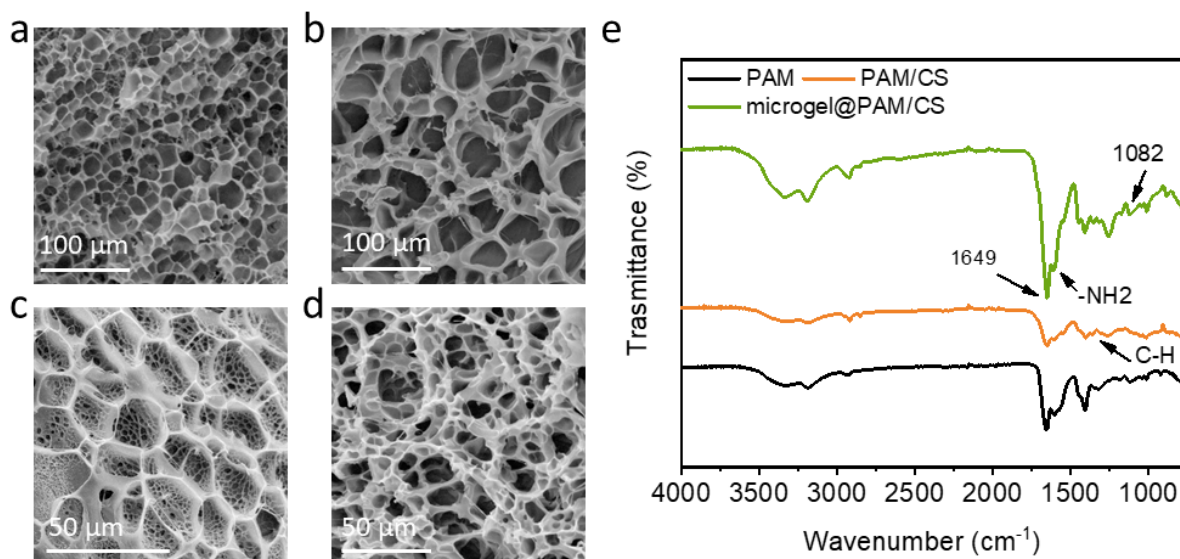 a
b
e
100 μm
100 μm
c
d
50 μm
50 μm
PAM
PAM/CS
microgel@PAM/CS
Trasmittance (%)
1082
1649
-NH2
C-H
4000 3500 3000 2500 2000 1500 1000
Wavenumber (cm⁻¹)